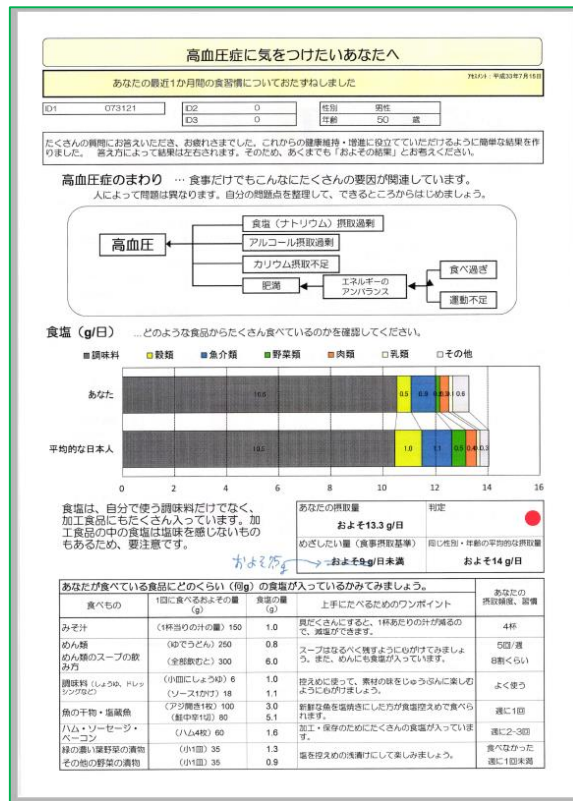 高血圧症に気をつけたいあなたへ
あなたの最近1か月間の食習慣についておたずねしました
ｱｾｽﾒﾝﾄ：平成30年7月15日
ID1 073121 ID2 0 性別 男性
ID3 0 年齢 50 歳
たくさんの質問にお答えいただき、お疲れさまでした。これからの健康維持・増進に役立てていただけるように簡単な結果を作
りました。 答え方によって結果は左右されます。そのため、あくまでも「およその結果」とお考えください。
高血圧症のまわり … 食事だけでもこんなにたくさんの要因が関連しています。
人によって問題は異なります。自分の問題点を整理して、できるところからはじめましょう。
高血圧
食塩（ナトリウム）摂取過剰
アルコール摂取過剰
カリウム摂取不足
肥満
エネルギーの
アンバランス
食べ過ぎ
運動不足
食塩（g/日） …どのような食品からたくさん食べているのかを確認してください。
■調味料 ■穀類 ■魚介類 ■野菜類 ■肉類 □乳類 □その他
あなた
0.5 0.6
平均的な日本人
1.0 1.1 0.5
0 2 4 6 8 10 12 14 16
食塩は、自分で使う調味料だけでなく、
加工食品にもたくさん入っています。加
工食品の中の食塩は塩味を感じないもの
もあるため、要注意です。
あなたの摂取量
およそ13.3 g/日
判定
めざしたい量（食事摂取基準）
およそ9 g/日未満
およそ7.5g
同じ性別・年齢の平均的な摂取量
およそ14 g/日
あなたが食べている食品にどのくらい（何g）の食塩が入っているかみてみましょう。
食べもの
1回に食べるおよその量
(g)
食塩の量
(g)
上手にたべるためのワンポイント
あなたの
摂取頻度、習慣
みそ汁 （1杯当りの汁の量）150 1.0
具だくさんにすると、1杯あたりの汁が減るの
で、減塩ができます。
4杯
めん類 （ゆでうどん）250 0.8
めん類のスープの飲
み方
（全部飲むと）300 6.0
スープはなるべく残すように心がけてみましょ
う。また、めんにも食塩が入っています。
5回/週
8割くらい
調味料（しょうゆ、ドレッ
シングなど）
（小皿にしょうゆ）6 1.0
（ソース1かけ）18 1.1
控えめに使って、素材の味をじゅうぶんに楽しむ
ように心がけましょう。
よく使う
魚の干物・塩蔵魚
（アジ開き1枚）100 3.0
（鮭中辛1切）80 5.1
新鮮な魚を塩焼きにした方が食塩控えめで食べら
れます。
週に1回
ハム・ソーセージ・
ベーコン
（ハム4枚）60 1.6
加工・保存のためにたくさんの食塩が入っていま
す。
週に2-3回
緑の濃い葉野菜の漬物 （小1皿）35 1.3
その他の野菜の漬物 （小1皿）35 0.9
塩を控えめの浅漬けにして楽しみましょう。
食べなかった
週に1回未満